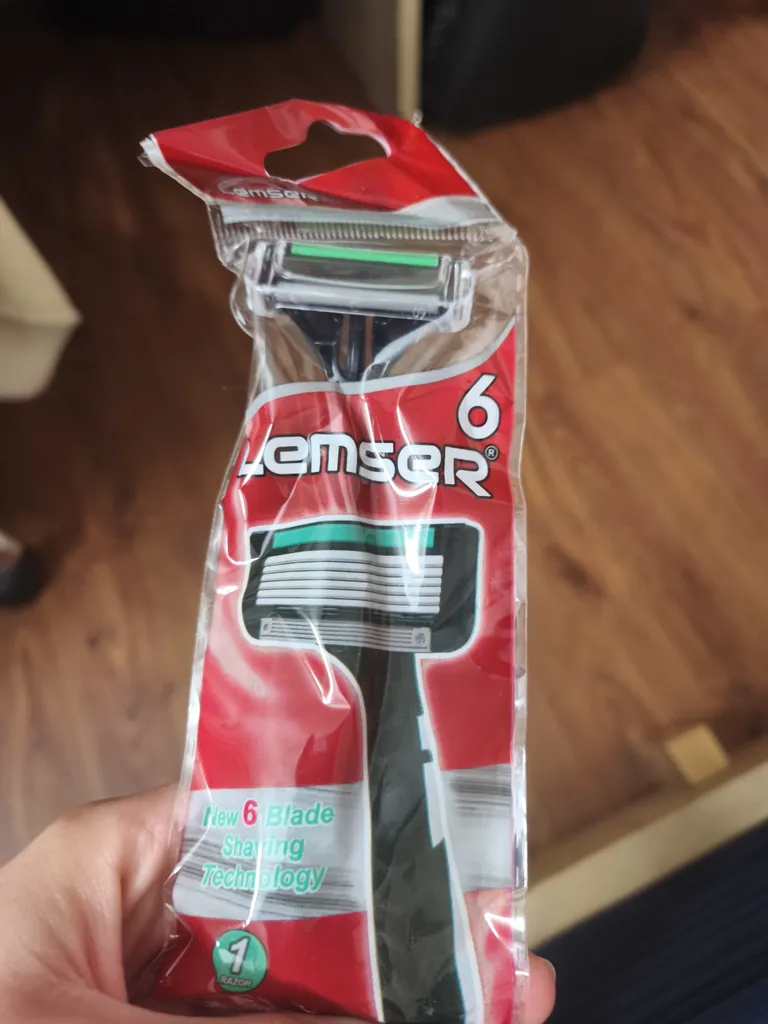 Lemser
6
Lemser®
New 6 Blade
Shaving
Technology
1
RAZOR